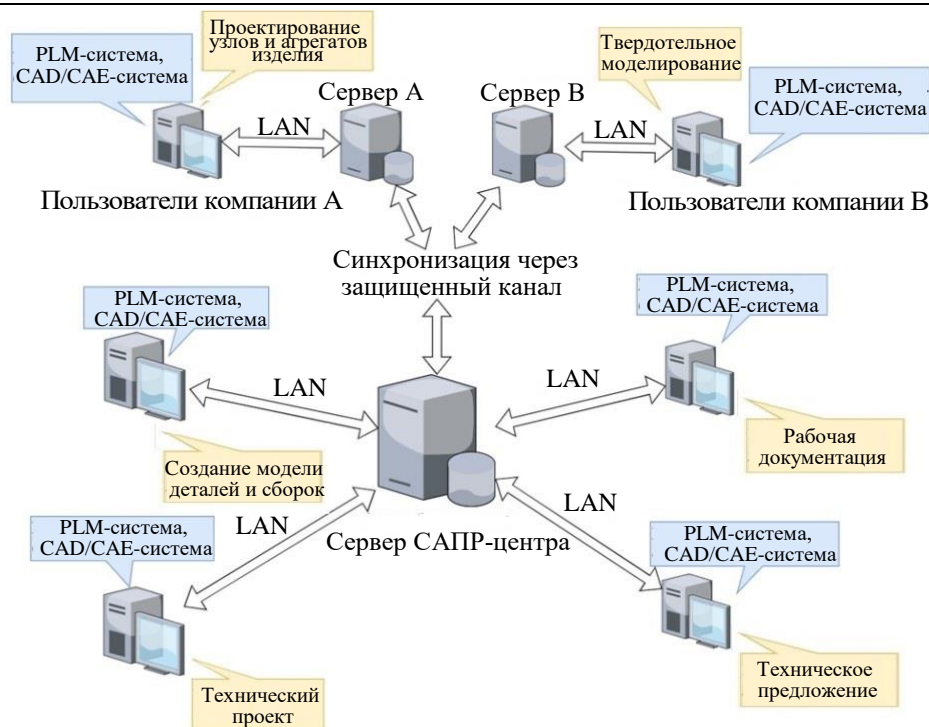 Проектирование
узлов и агрегатов
изделия
PLM-система,
CAD/CAE-система
Твердотельное
моделирование
PLM-система,
CAD/CAE-система
Сервер А
Сервер В
LAN
LAN
Пользователи компании А
Пользователи компании В
Синхронизация через
защищенный канал
PLM-система,
CAD/CAE-система
PLM-система,
CAD/CAE-система
LAN
LAN
Создание модели
деталей и сборок
Рабочая
документация
PLM-система,
CAD/CAE-система
LAN
LAN
PLM-система,
CAD/CAE-система
Сервер САПР-центра
Технический
проект
Техническое
предложение